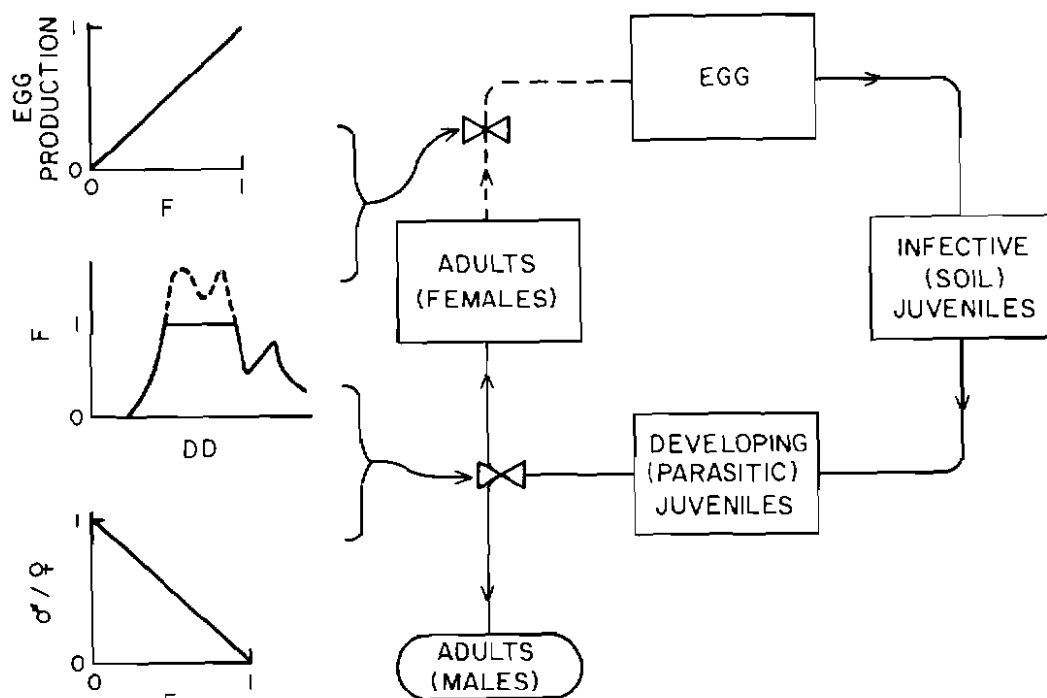 EGG
PRODUCTION
1
0
0
1
F
F
1
0
DD
♂/♀
1
0
0
1
EGG
INFECTIVE
(SOIL)
JUVENILES
ADULTS
(FEMALES)
DEVELOPING
(PARASITIC)
JUVENILES
ADULTS
(MALES)